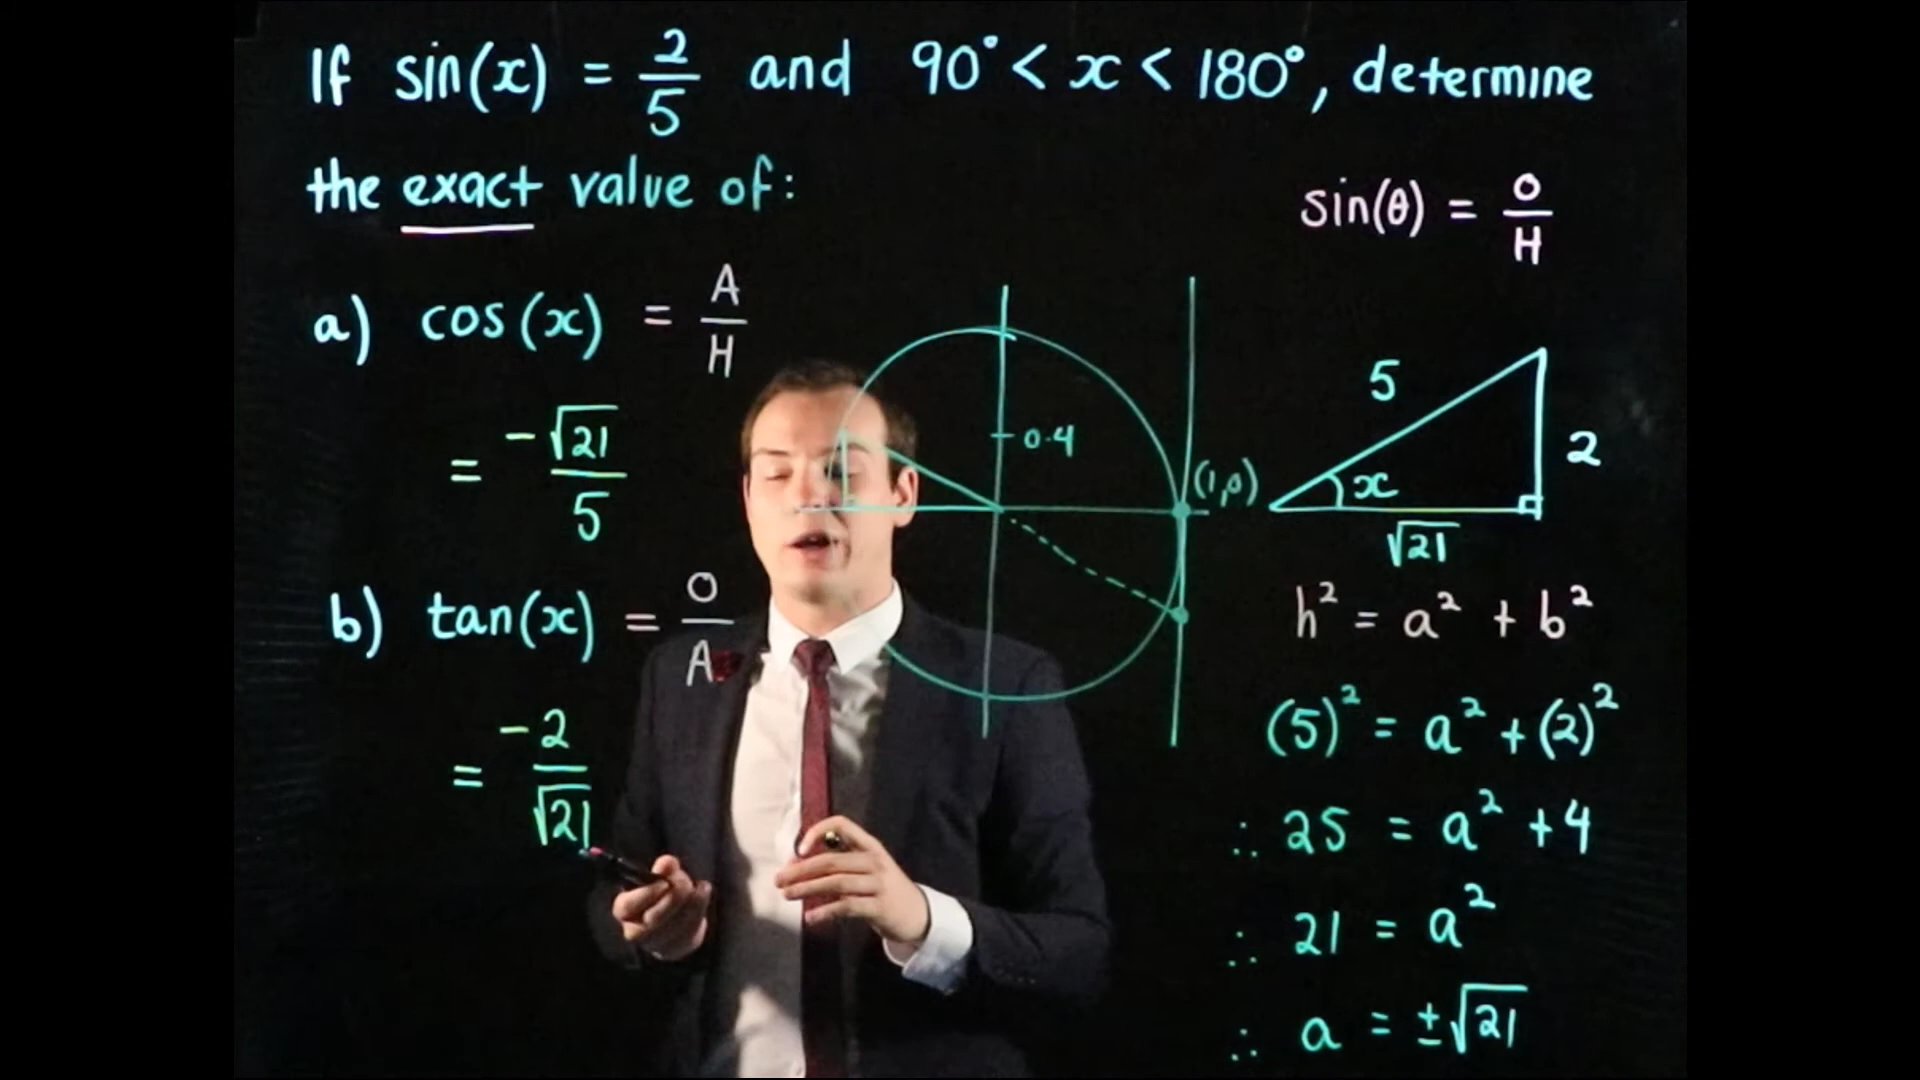 If sin(x) = 2/5 and 90° < x < 180°, determine
the exact value of:
sin(θ) = O/H
a) cos(x) = A/H
= -√21/5
b) tan(x) = O/A
= -2/√21
0.4
(1,0)
5
2
x
√21
h² = a² + b²
(5)² = a² + (2)²
∴ 25 = a² + 4
∴ 21 = a²
∴ a = ±√21